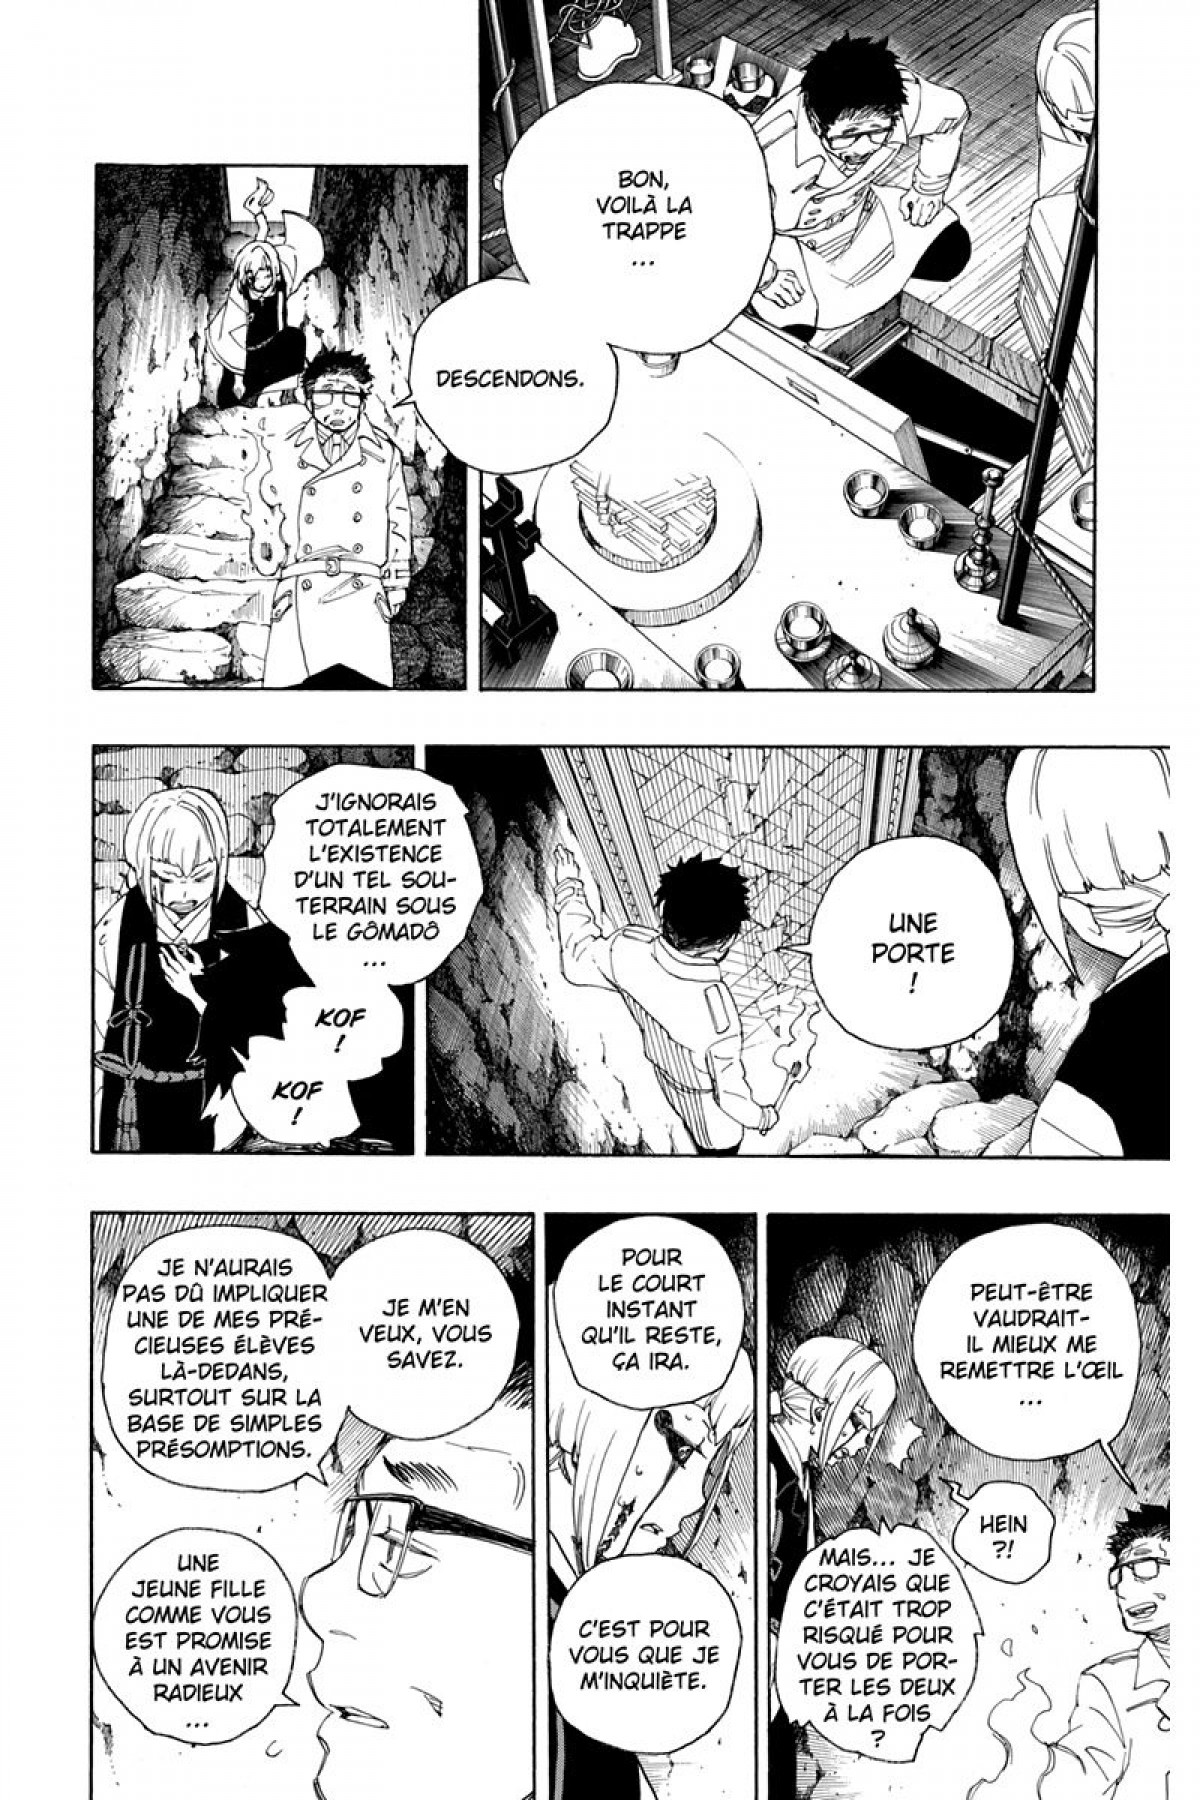 BON,
VOILÀ LA
TRAPPE
...
DESCENDONS.
UNE
PORTE
!
J'IGNORAIS
TOTALEMENT
L'EXISTENCE
D'UN TEL SOU-
TERRAIN SOUS
LE GÔMADÔ
...
KOF
!
KOF
!
PEUT-ÊTRE
VAUDRAIT-
IL MIEUX ME
REMETTRE L'ŒIL
...
HEIN
?!
MAIS... JE
CROYAIS QUE
C'ÉTAIT TROP
RISQUÉ POUR
VOUS DE POR-
TER LES DEUX
À LA FOIS
?
POUR
LE COURT
INSTANT
QU'IL RESTE,
ÇA IRA.
C'EST POUR
VOUS QUE JE
M'INQUIÈTE.
JE M'EN
VEUX, VOUS
SAVEZ.
JE N'AURAIS
PAS DÛ IMPLIQUER
UNE DE MES PRÉ-
CIEUSES ÉLÈVES
LÀ-DEDANS,
SURTOUT SUR LA
BASE DE SIMPLES
PRÉSOMPTIONS.
UNE
JEUNE FILLE
COMME VOUS
EST PROMISE
À UN AVENIR
RADIEUX
...